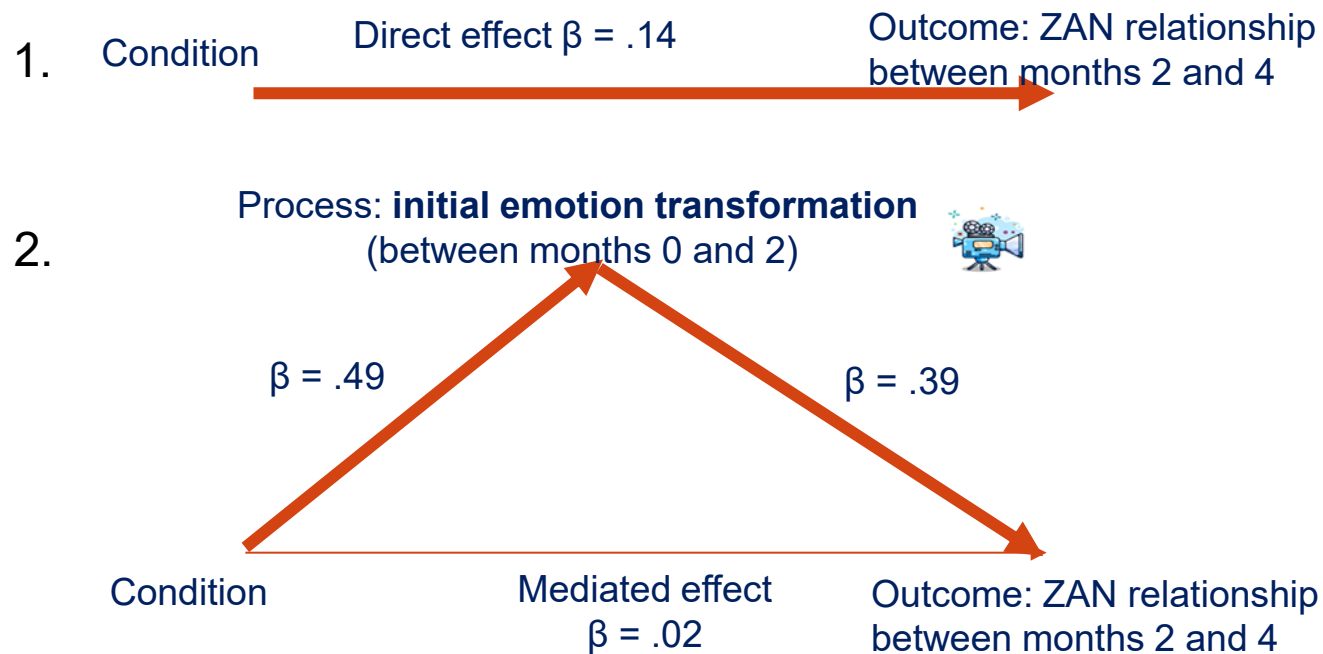 1.
Condition
Direct effect β = .14
Outcome: ZAN relationship
between months 2 and 4
2.
Process: initial emotion transformation
(between months 0 and 2)
β = .49
β = .39
Condition
Mediated effect
β = .02
Outcome: ZAN relationship
between months 2 and 4